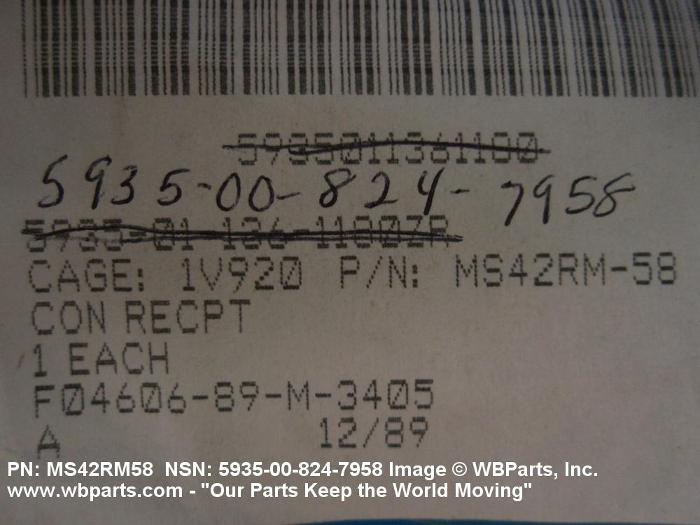 5935011361100
5935-00-824-7958
5935-01-136-1100ZR
CAGE: 1V920 P/N: MS42RM-58
CON RECPT
1 EACH
F04606-89-M-3405
A 12/89
PN: MS42RM58 NSN: 5935-00-824-7958 Image © WBParts, Inc.
www.wbparts.com - "Our Parts Keep the World Moving"